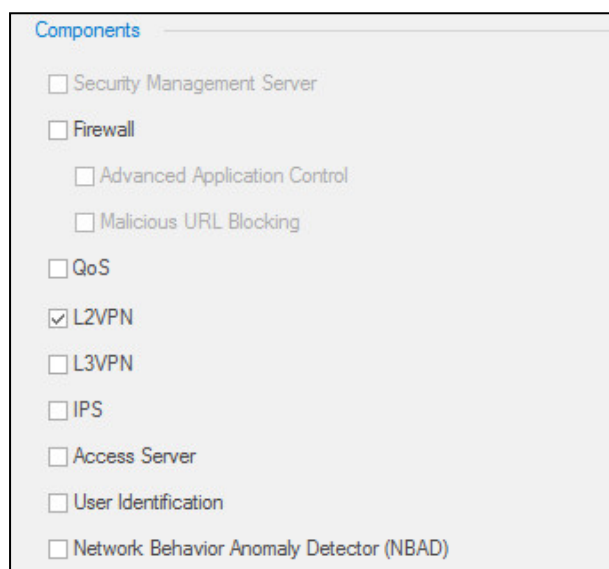 Components
Security Management Server
Firewall
Advanced Application Control
Malicious URL Blocking
QoS
L2VPN
L3VPN
IPS
Access Server
User Identification
Network Behavior Anomaly Detector (NBAD)